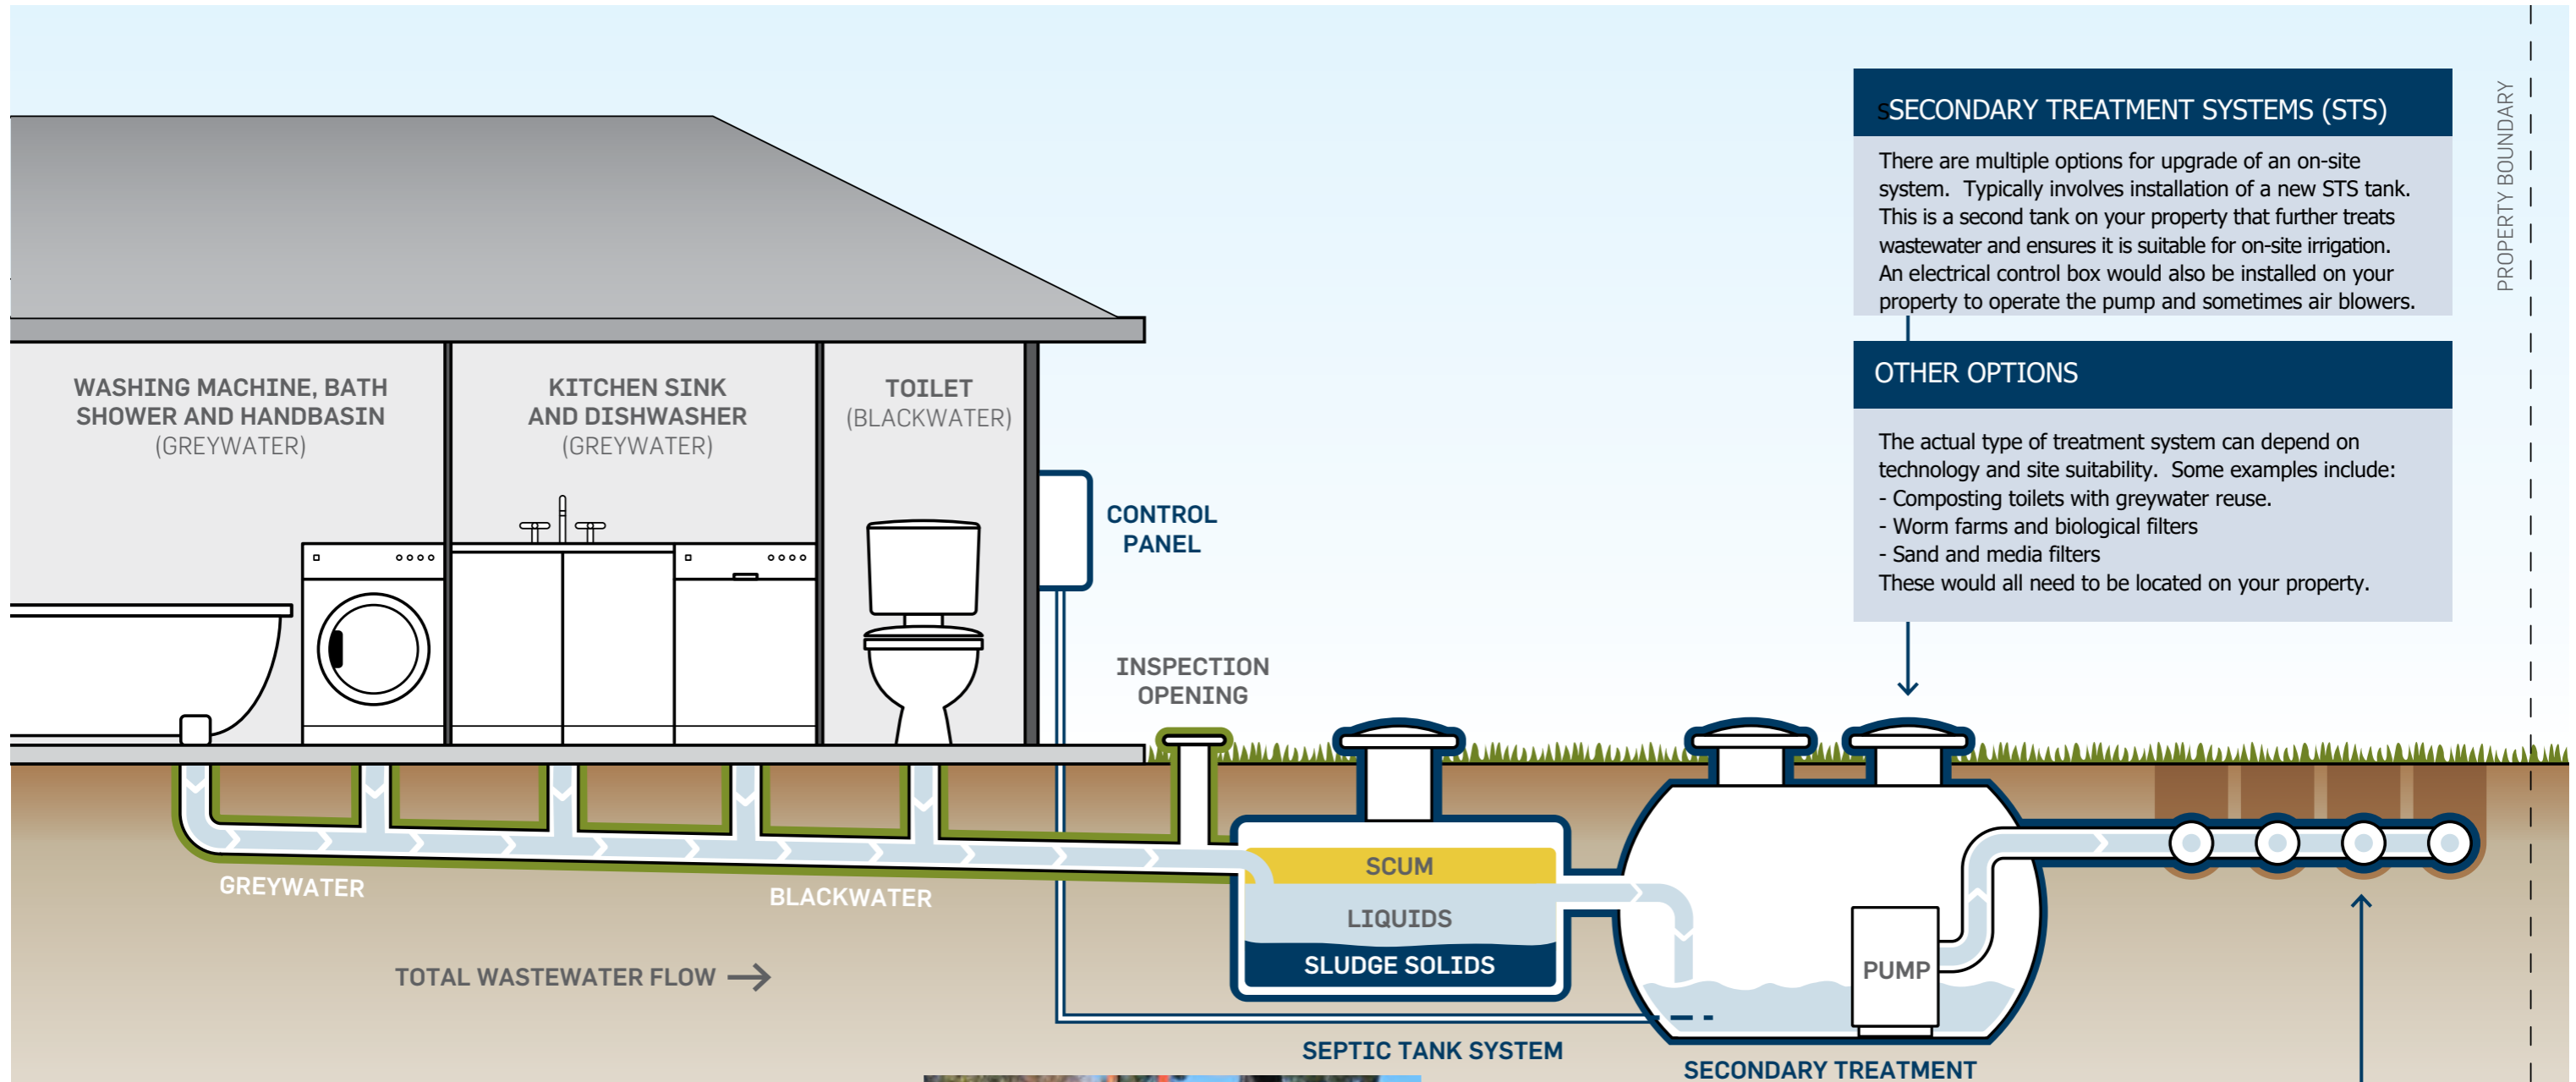 sSECONDARY TREATMENT SYSTEMS (STS)
There are multiple options for upgrade of an on-site
system. Typically involves installation of a new STS tank.
This is a second tank on your property that further treats
wastewater and ensures it is suitable for on-site irrigation.
An electrical control box would also be installed on your
property to operate the pump and sometimes air blowers.
PROPERTY BOUNDARY
OTHER OPTIONS
The actual type of treatment system can depend on
technology and site suitability. Some examples include:
- Composting toilets with greywater reuse.
- Worm farms and biological filters
- Sand and media filters
These would all need to be located on your property.
WASHING MACHINE, BATH
SHOWER AND HANDBASIN
(GREYWATER)
KITCHEN SINK
AND DISHWASHER
(GREYWATER)
TOILET
(BLACKWATER)
CONTROL
PANEL
INSPECTION
OPENING
GREYWATER
BLACKWATER
TOTAL WASTEWATER FLOW
SCUM
LIQUIDS
SLUDGE SOLIDS
PUMP
SEPTIC TANK SYSTEM
SECONDARY TREATMENT